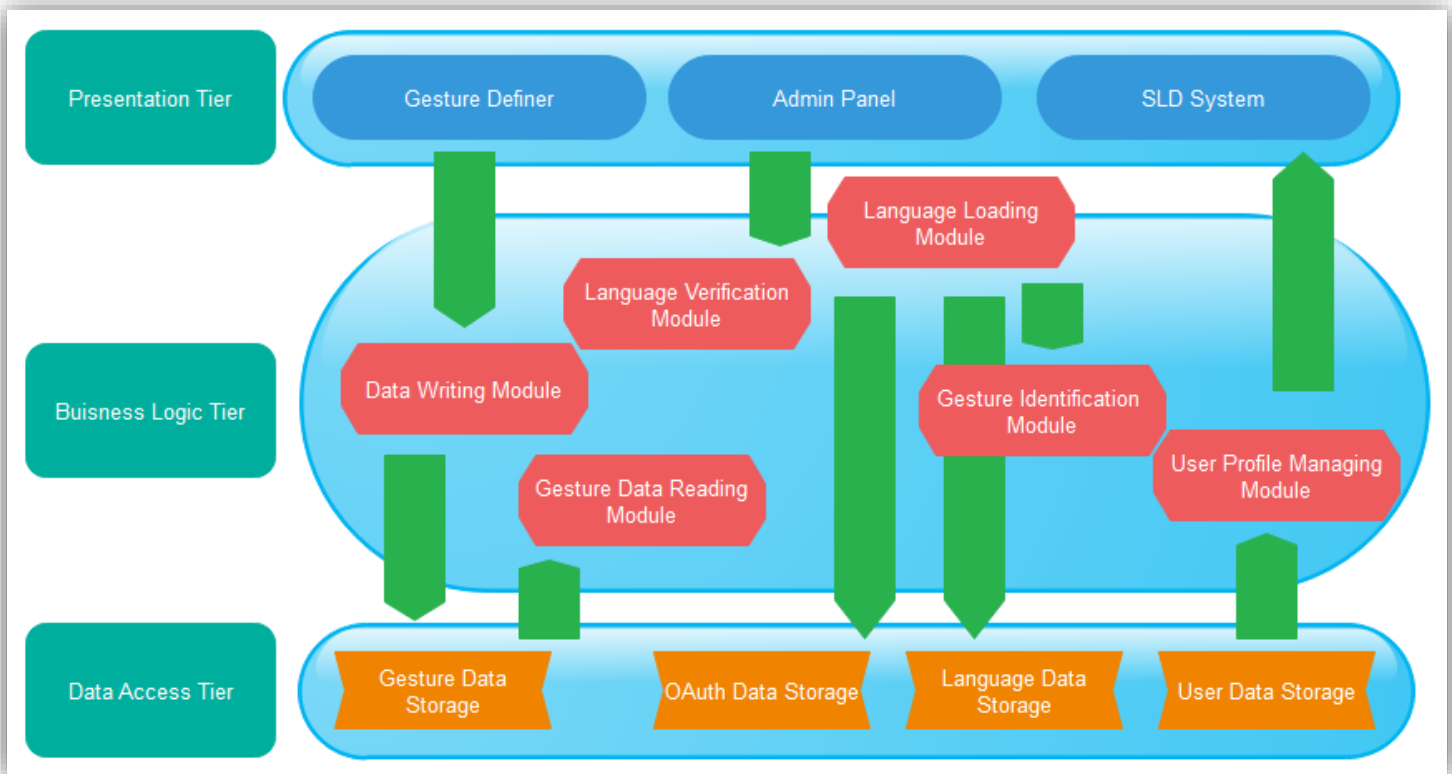 Presentation Tier
Gesture Definer
Admin Panel
SLD System
Language Loading
Module
Language Verification
Module
Buisness Logic Tier
Data Writing Module
Gesture Identification
Module
User Profile Managing
Module
Gesture Data Reading
Module
Data Access Tier
Gesture Data
Storage
OAuth Data Storage
Language Data
Storage
User Data Storage